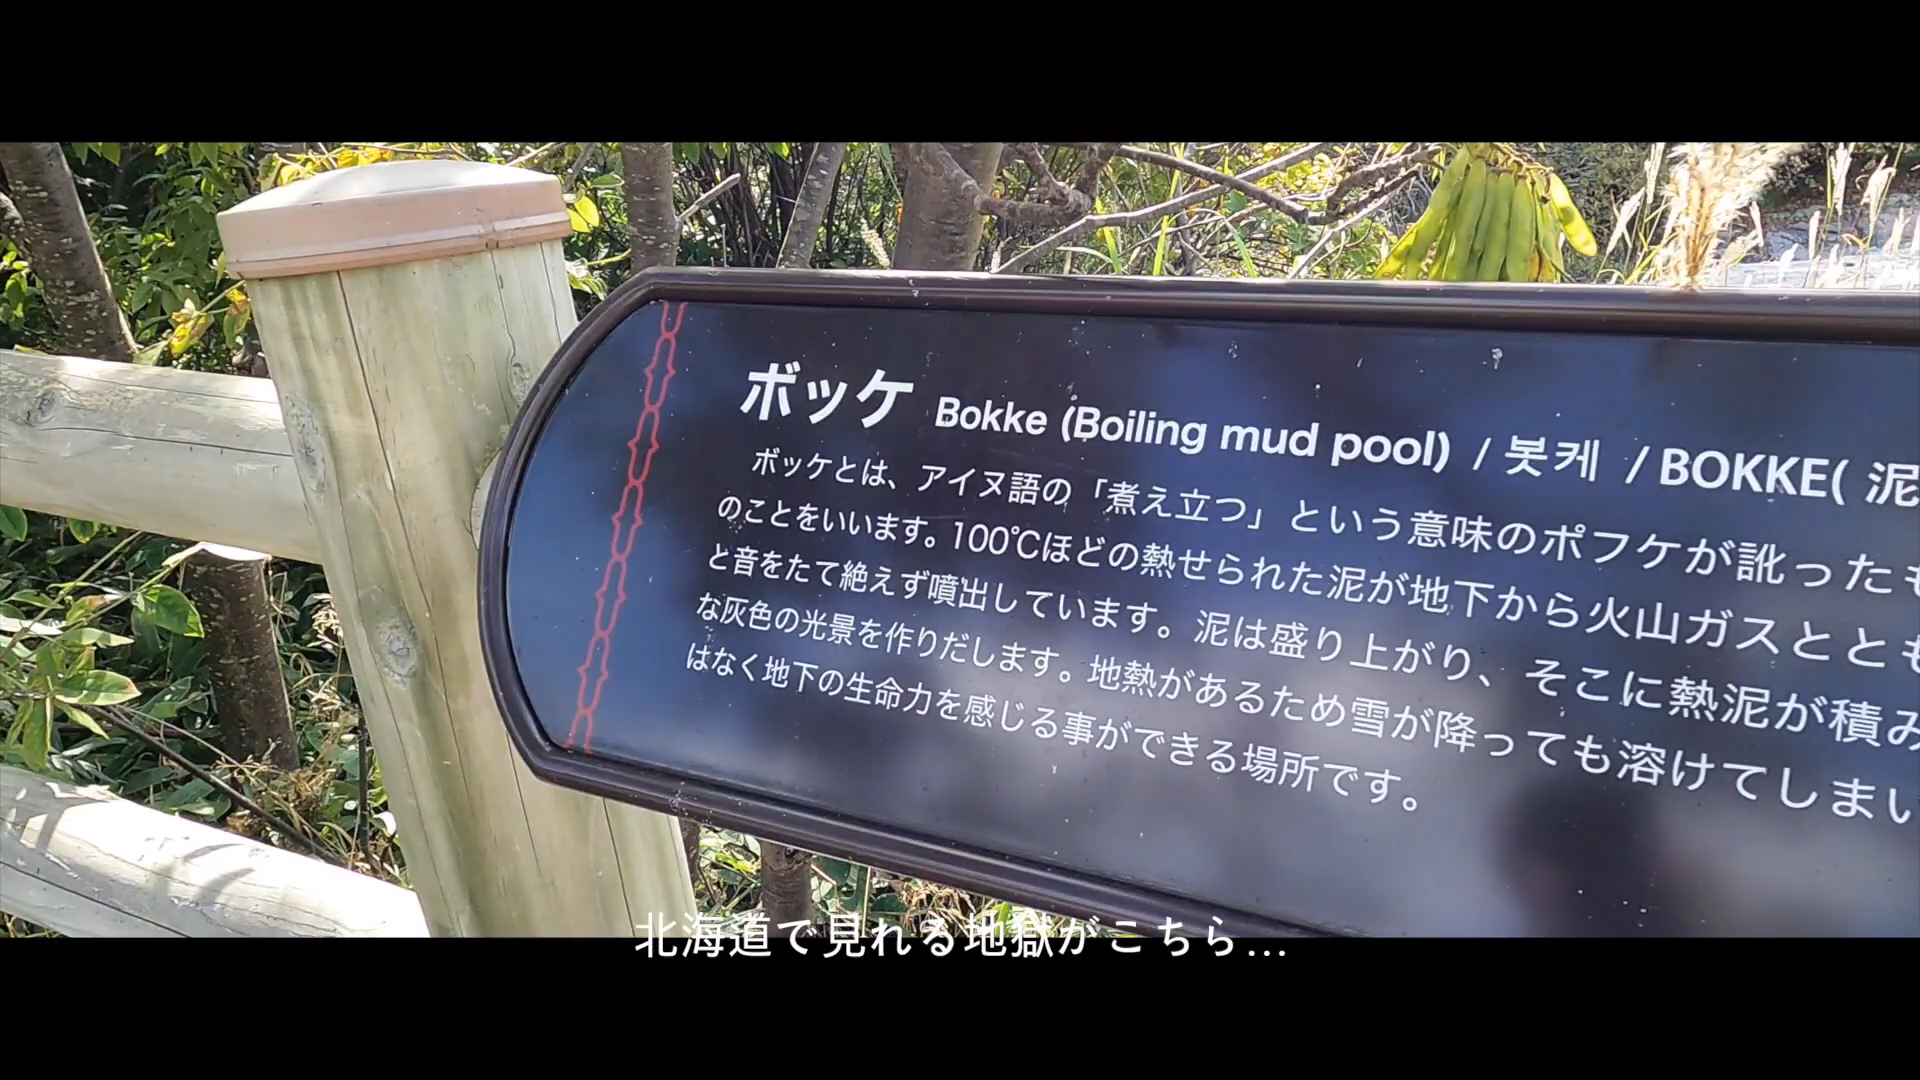 ボッケ Bokke (Boiling mud pool) / 봇케 / BOKKE( 泥
ボッケとは、アイヌ語の「煮え立つ」という意味のポフケが訛ったも
のことをいいます。100℃ほどの熱せられた泥が地下から火山ガスととも
と音をたて絶えず噴出しています。泥は盛り上がり、そこに熱泥が積み
な灰色の光景を作りだします。地熱があるため雪が降っても溶けてしまい
はなく地下の生命力を感じる事ができる場所です。
北海道で見れる地獄がこちら…